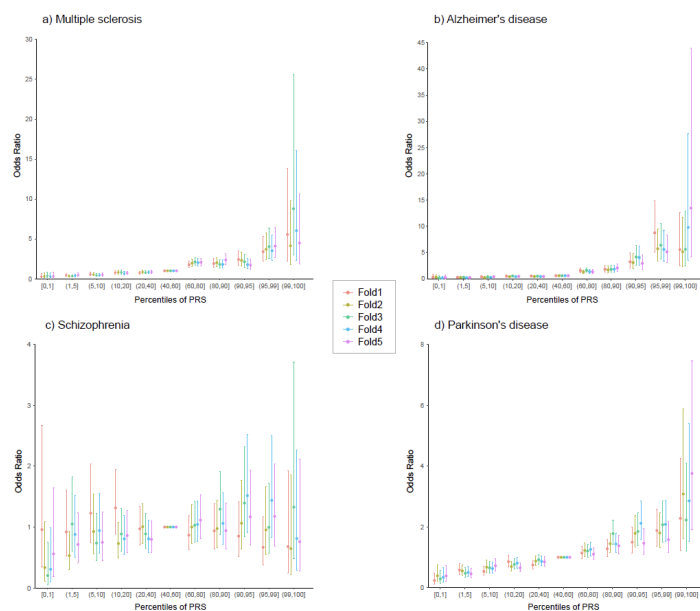 a) Multiple sclerosis
30
25
20
15
10
5
0
Odds Ratio
[0,1] (1,5] (5,10] (10,20] (20,40] (40,60] (60,80] (80,90] (90,95] (95,99] (99,100]
Percentiles of PRS
b) Alzheimer's disease
45
40
35
30
25
20
15
10
5
0
Odds Ratio
[0,1] (1,5] (5,10] (10,20] (20,40] (40,60] (60,80] (80,90] (90,95] (95,99] (99,100]
Percentiles of PRS
Fold1
Fold2
Fold3
Fold4
Fold5
c) Schizophrenia
4
3
2
1
0
Odds Ratio
[0,1] (1,5] (5,10] (10,20] (20,40] (40,60] (60,80] (80,90] (90,95] (95,99] (99,100]
Percentiles of PRS
d) Parkinson's disease
8
6
4
2
0
Odds Ratio
[0,1] (1,5] (5,10] (10,20] (20,40] (40,60] (60,80] (80,90] (90,95] (95,99] (99,100]
Percentiles of PRS